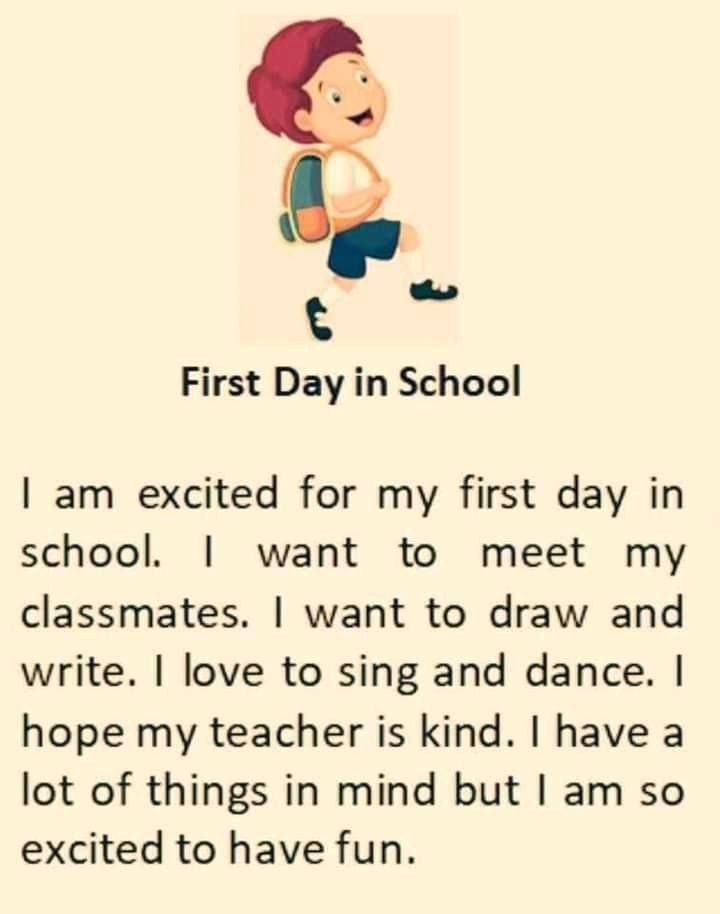 First Day in School
I am excited for my first day in
school. I want to meet my
classmates. I want to draw and
write. I love to sing and dance. I
hope my teacher is kind. I have a
lot of things in mind but I am so
excited to have fun.